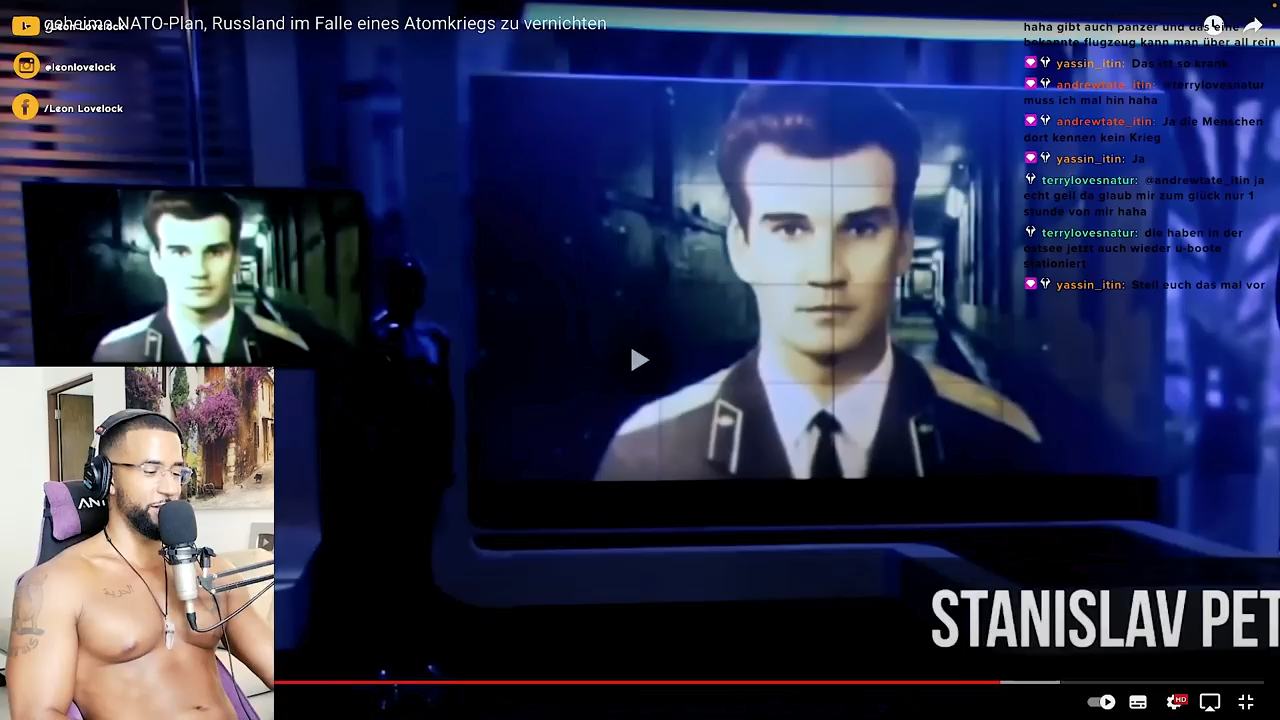 geheime NATO-Plan, Russland im Falle eines Atomkriegs zu vernichten
/Leon Lovelock
@leonlovelock
/Leon Lovelock
haha gibt auch panzer und das eine
bekannte flugzeug kann man über all rein
yassin_itin: Das ist so krank
andrewtate_itin: @terrylovesnatur
muss ich mal hin haha
andrewtate_itin: Ja die Menschen
dort kennen kein Krieg
yassin_itin: Ja
terrylovesnatur: @andrewtate_itin ja
echt geil da glaub mir zum glück nur 1
stunde von mir haha
terrylovesnatur: die haben in der
ostsee jetzt auch wieder u-boote
stationiert
yassin_itin: Stell euch das mal vor
ANT
STANISLAV PET
HD